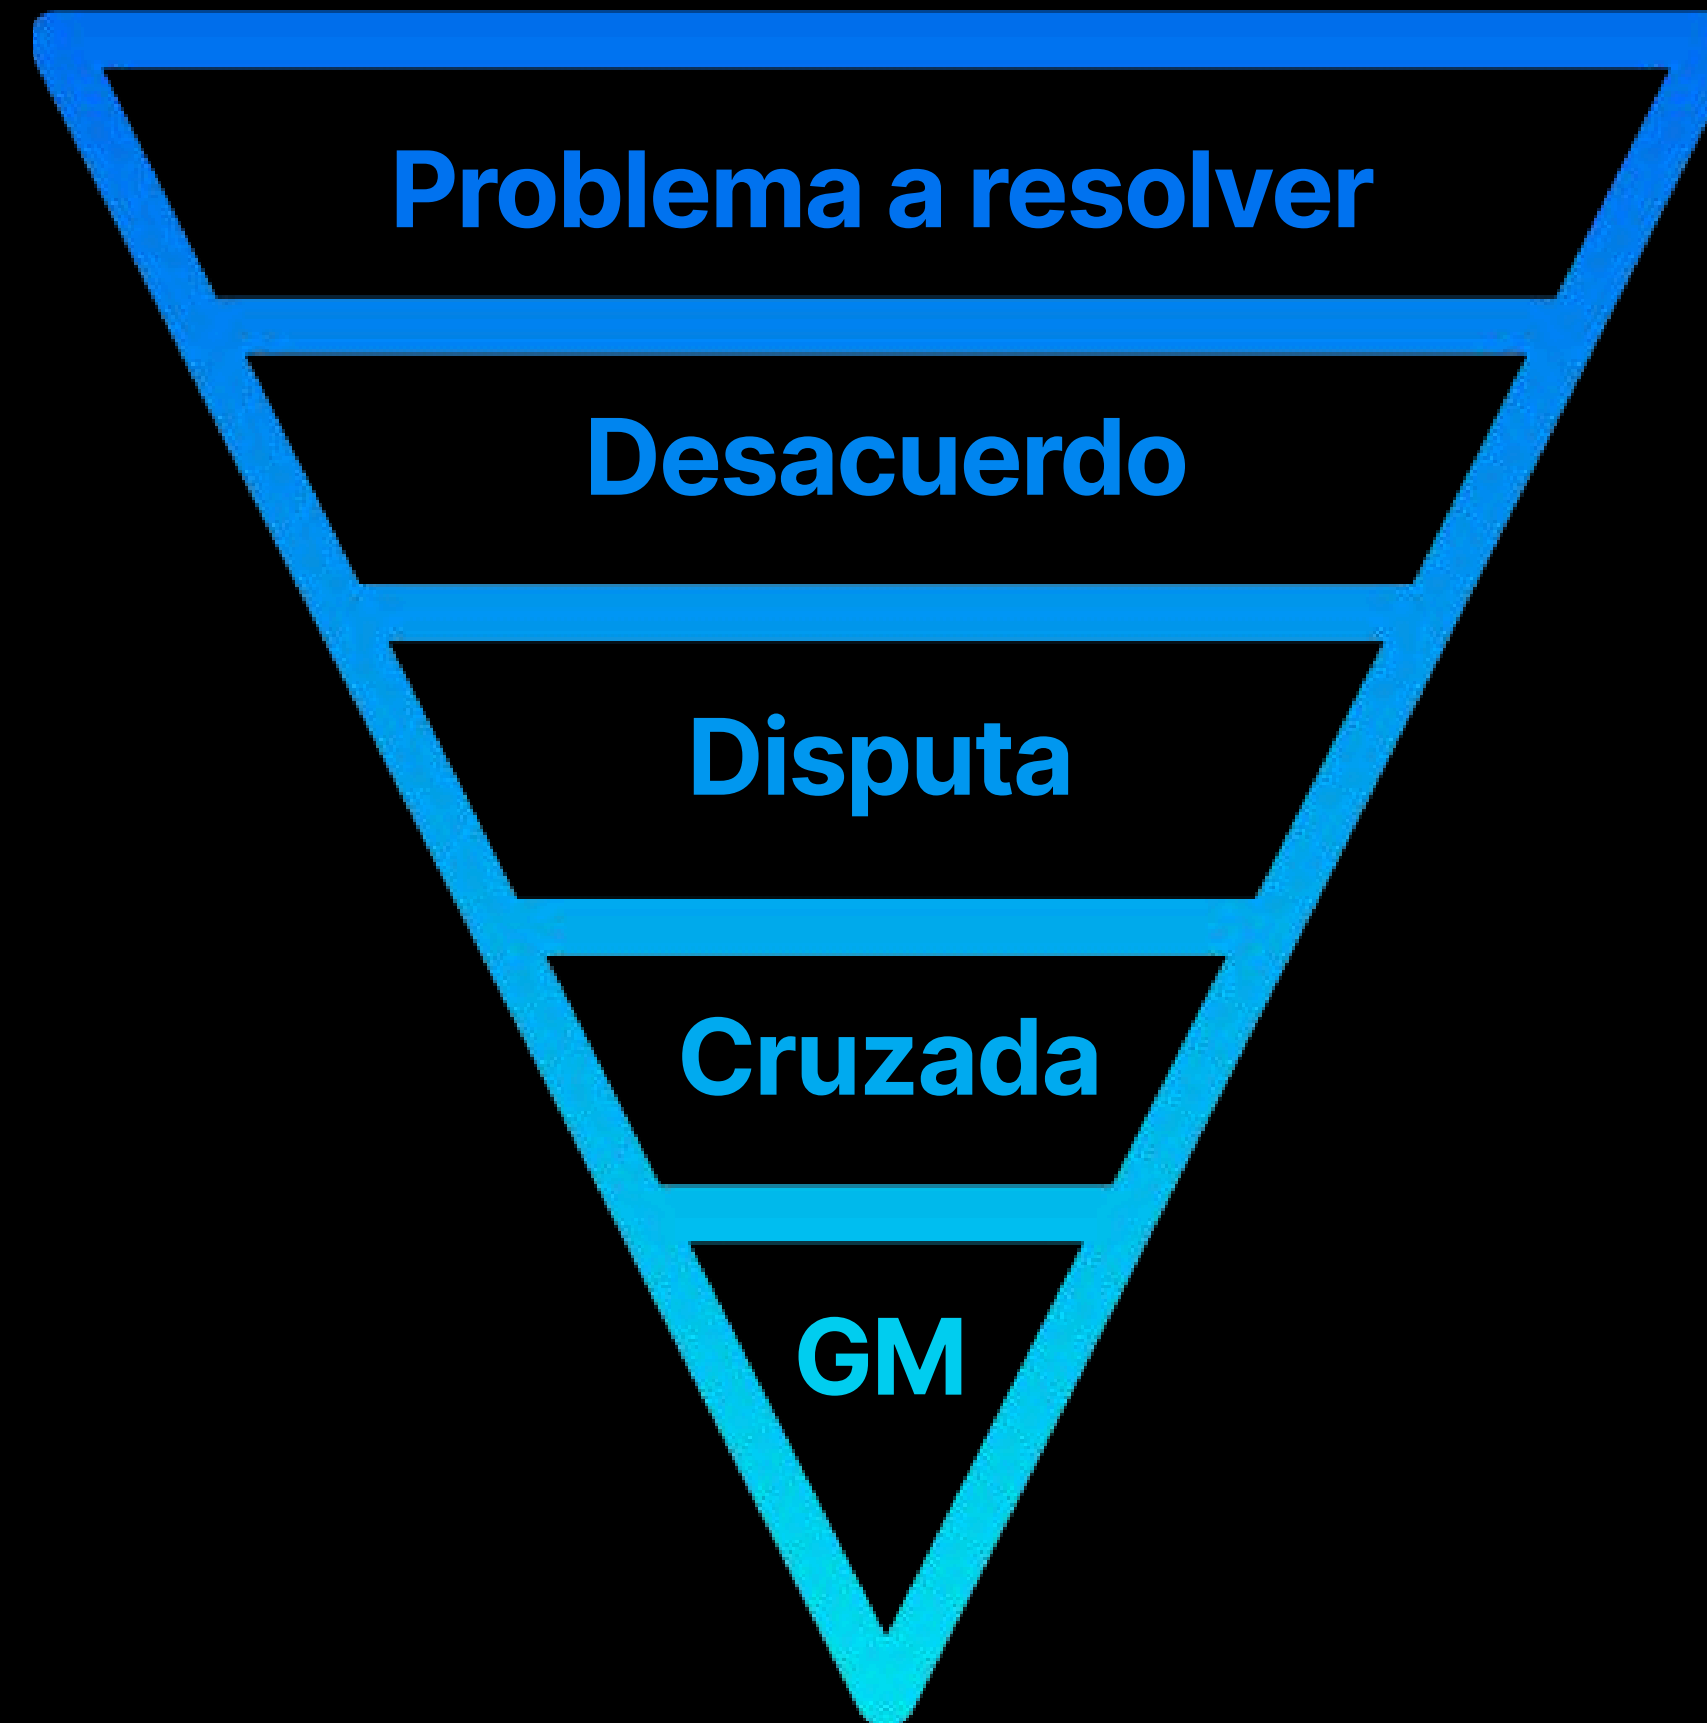 Problema a resolver
Desacuerdo
Disputa
Cruzada
GM